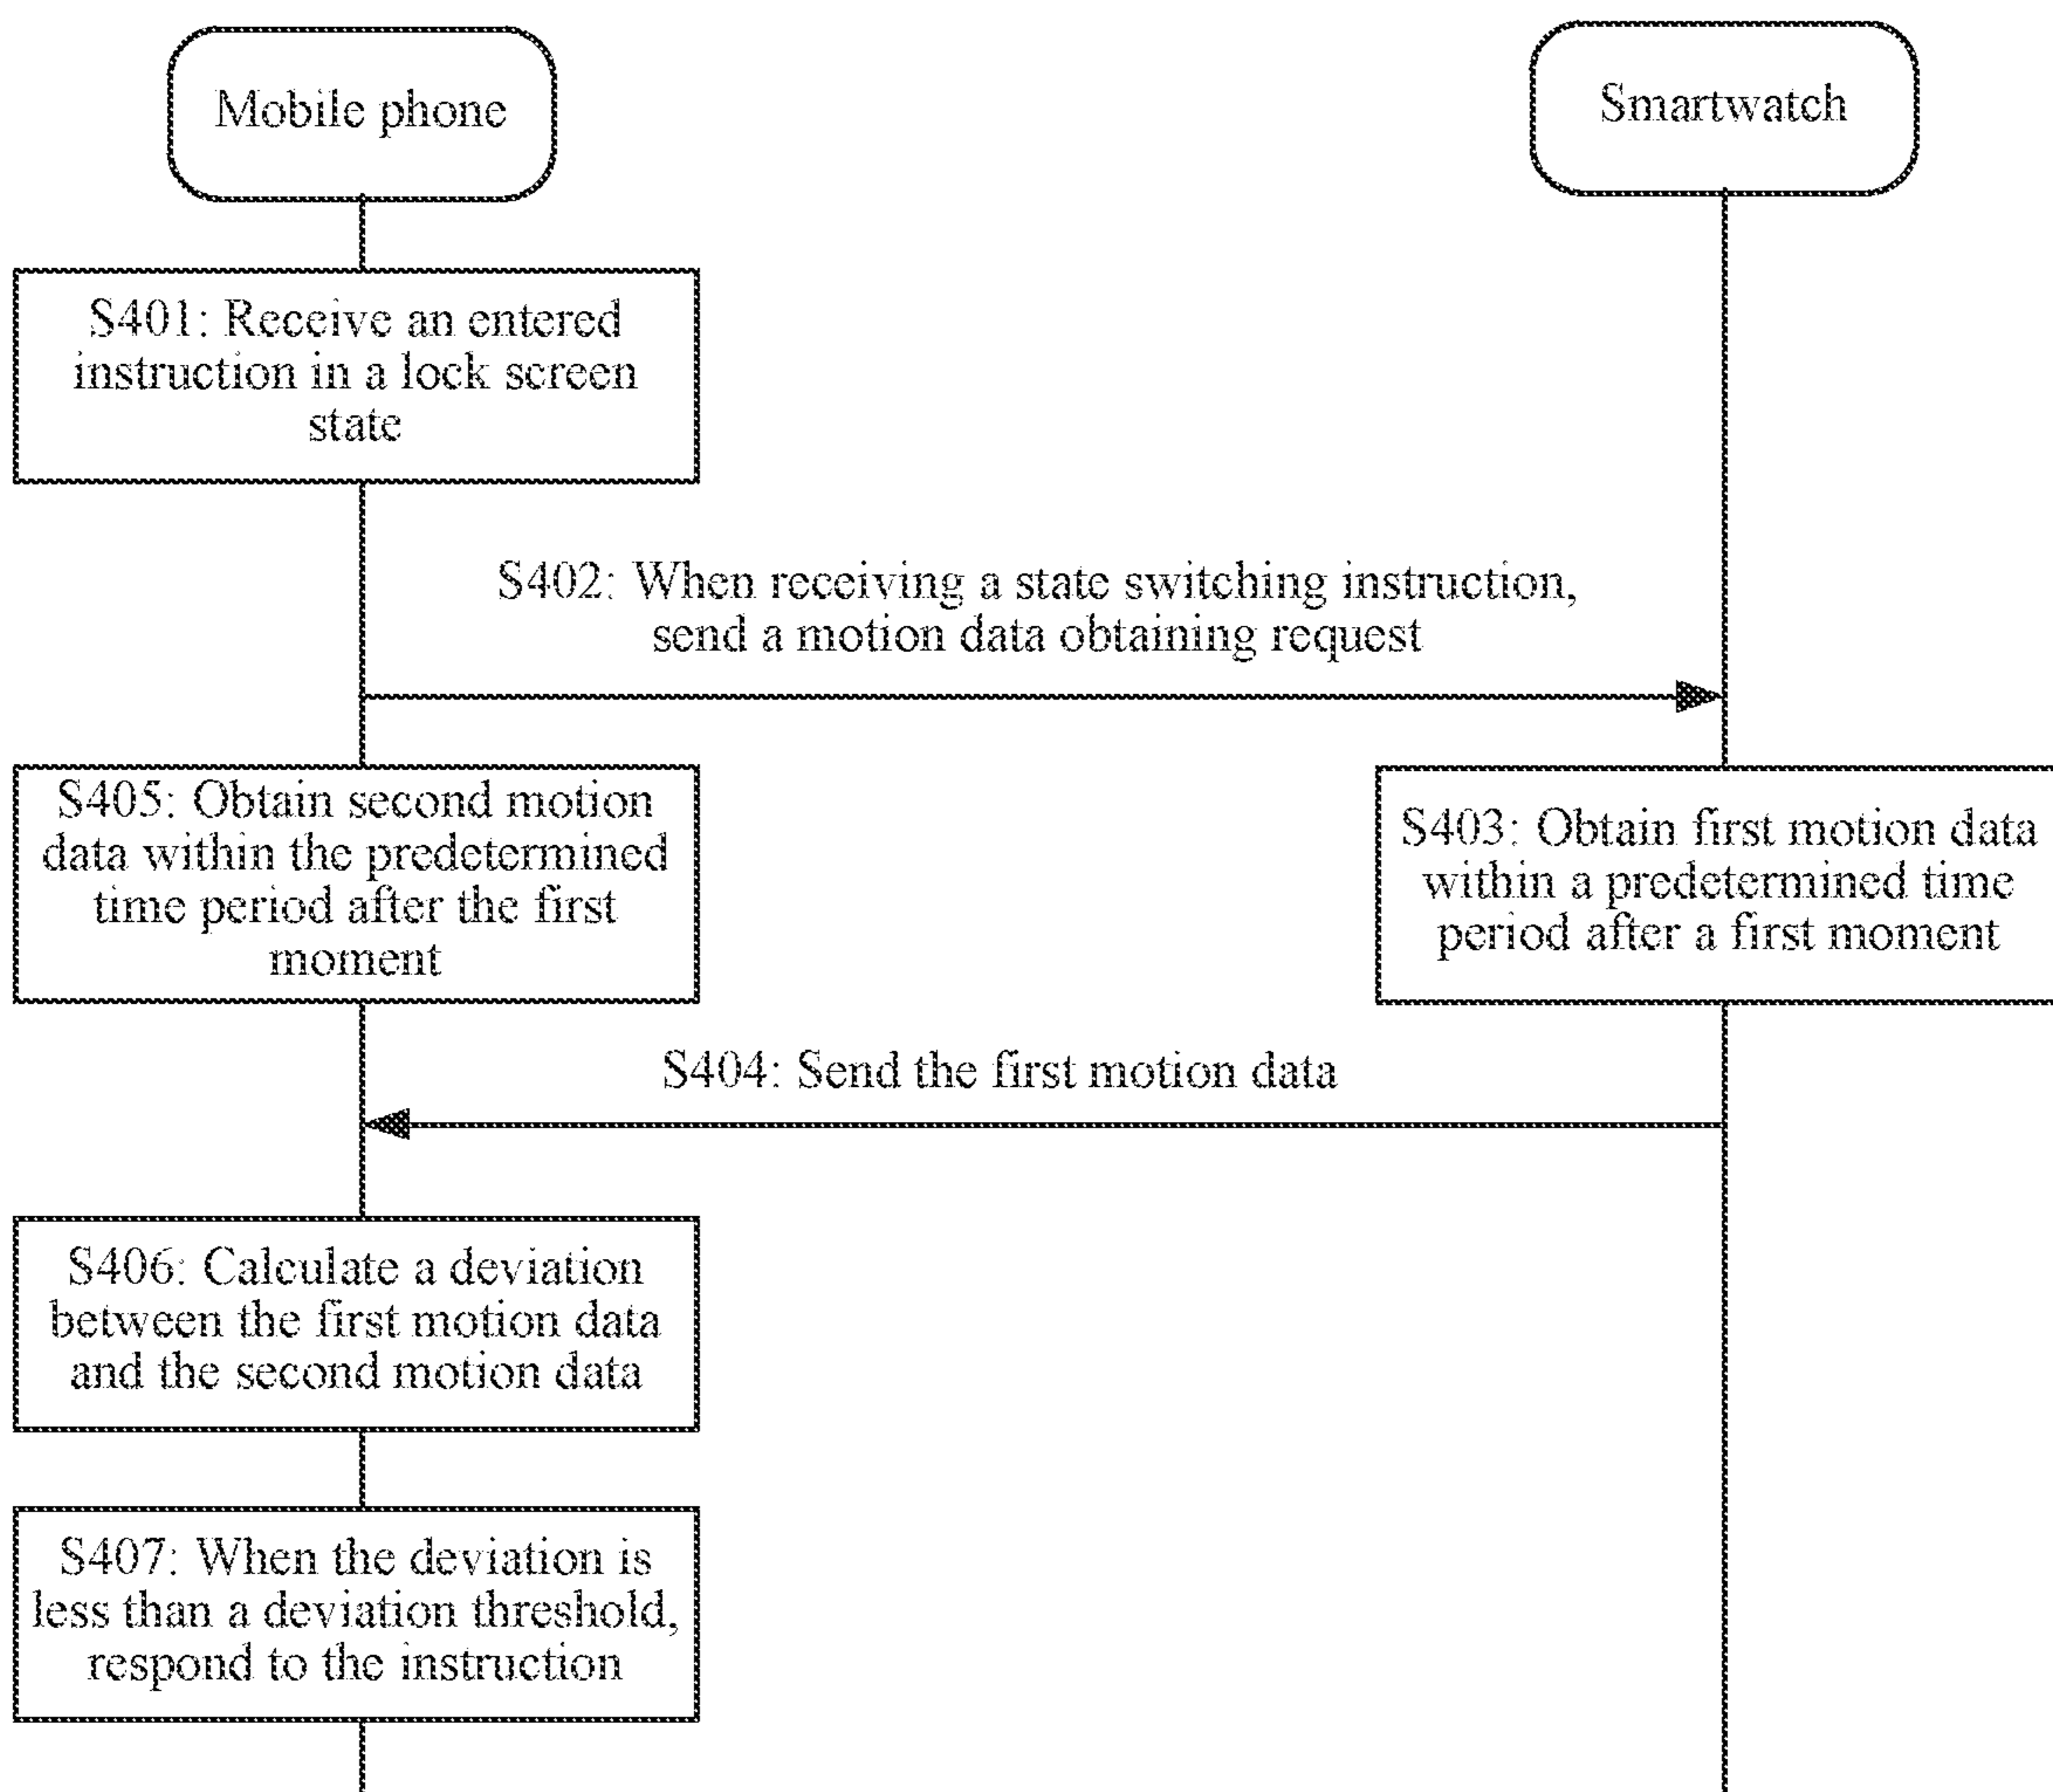 Mobile phone
Smartwatch
S401: Receive an entered
instruction in a lock screen
state
S402: When receiving a state switching instruction,
send a motion data obtaining request
S405: Obtain second motion
data within the predetermined
time period after the first
moment
S403: Obtain first motion data
within a predetermined time
period after a first moment
S404: Send the first motion data
S406: Calculate a deviation
between the first motion data
and the second motion data
S407: When the deviation is
less than a deviation threshold,
respond to the instruction